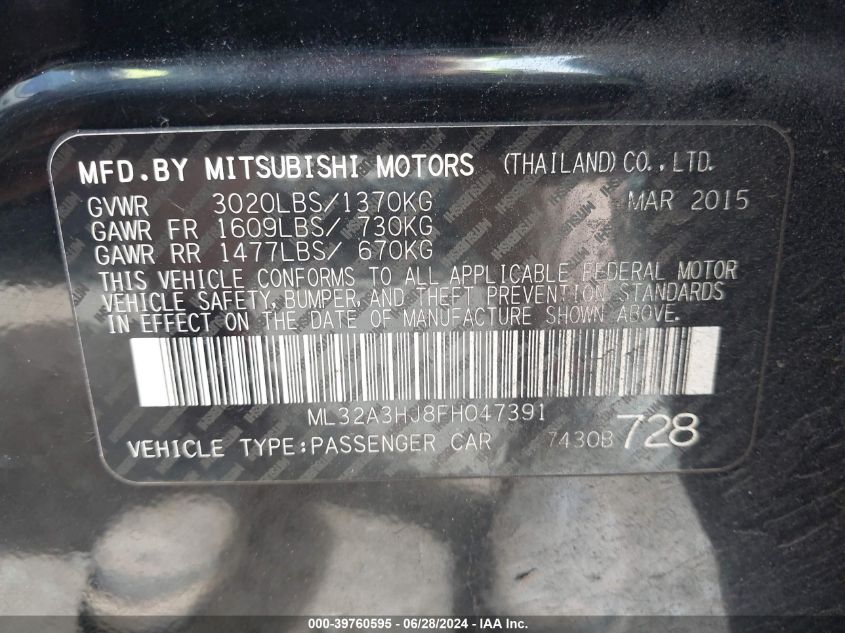 MFD.BY MITSUBISHI MOTORS (THAILAND) CO., LTD.
GVWR 3020LBS/1370KG MAR 2015
GAWR FR 1609LBS/ 730KG
GAWR RR 1477LBS/ 670KG
THIS VEHICLE CONFORMS TO ALL APPLICABLE FEDERAL MOTOR
VEHICLE SAFETY, BUMPER, AND THEFT PREVENTION STANDARDS
IN EFFECT ON THE DATE OF MANUFACTURE SHOWN ABOVE.
ML32A3HJ8FH047391
VEHICLE TYPE:PASSENGER CAR 7430B 728
000-39760595 - 06/28/2024 - IAA Inc.